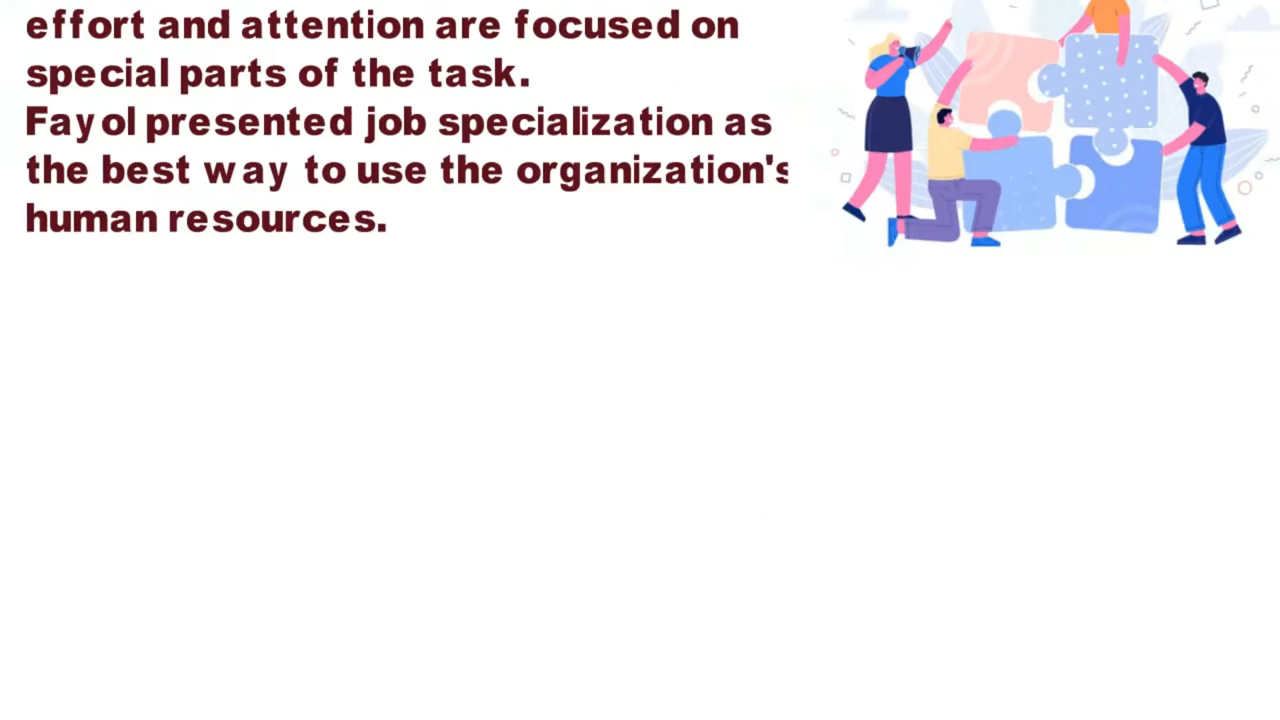 effort and attention are focused on
special parts of the task.
Fayol presented job specialization as
the best way to use the organization's
human resources.